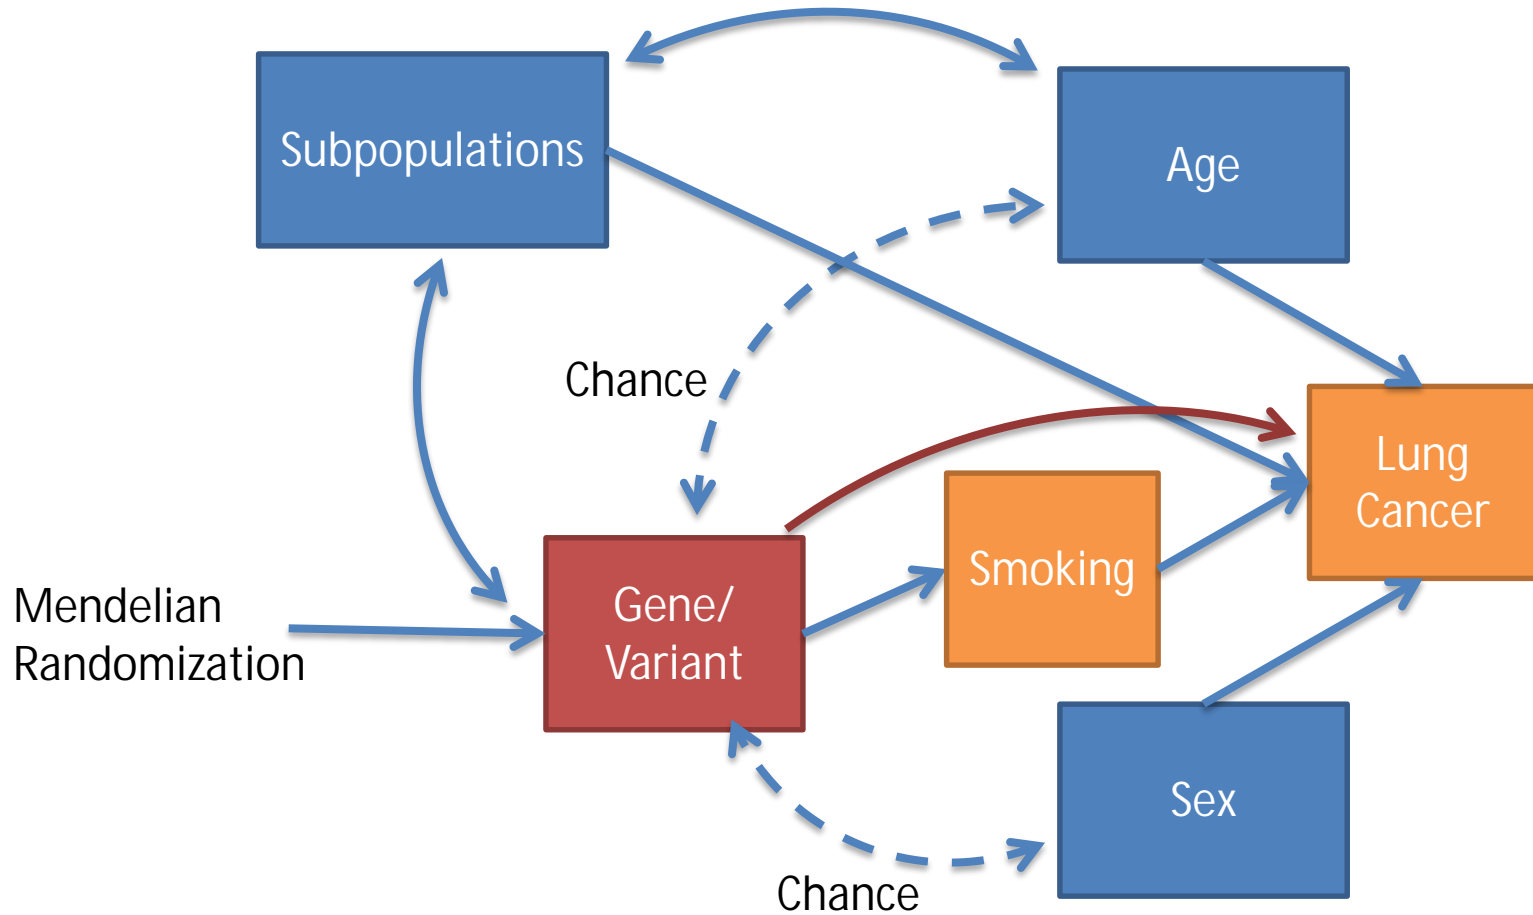 Subpopulations
Age
Chance
Lung
Cancer
Smoking
Mendelian
Randomization
Gene/
Variant
Sex
Chance